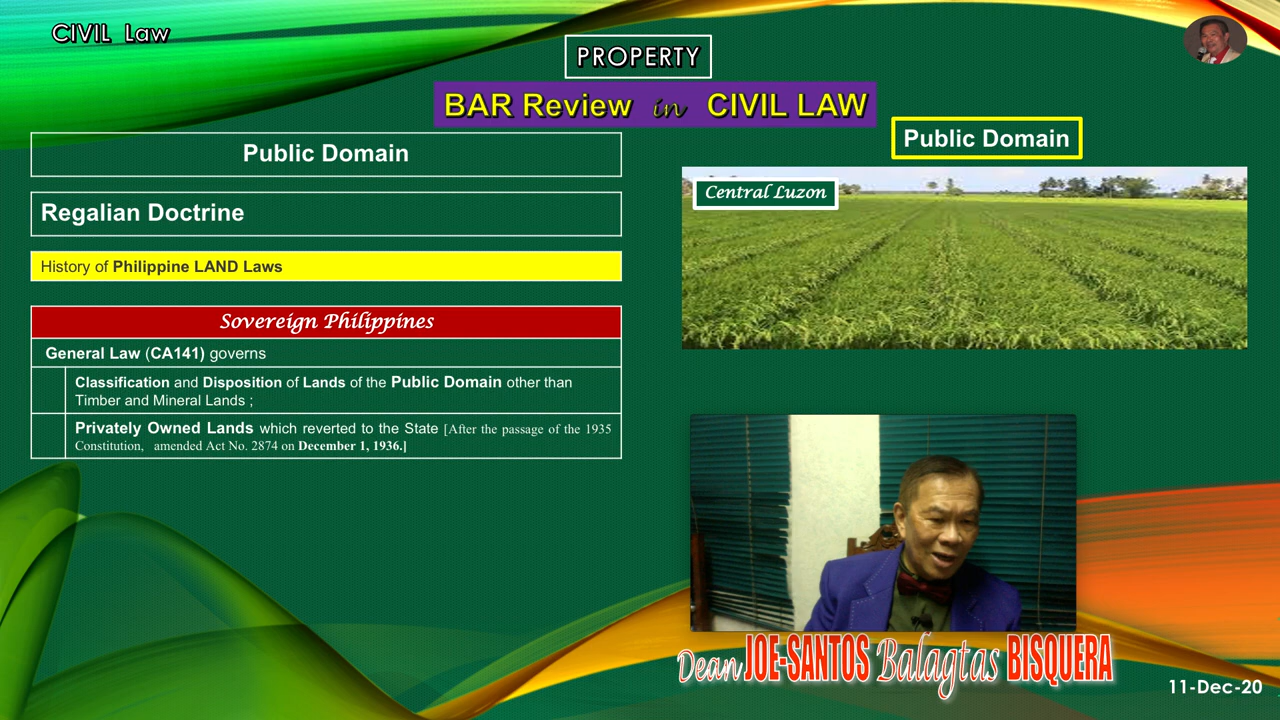 CIVIL Law
PROPERTY
BAR Review in CIVIL LAW
Public Domain
Regalian Doctrine
History of Philippine LAND Laws
Sovereign Philippines
General Law (CA141) governs
Classification and Disposition of Lands of the Public Domain other than
Timber and Mineral Lands ;
Privately Owned Lands which reverted to the State [After the passage of the 1935
Constitution, amended Act No. 2874 on December 1, 1936.]
Public Domain
Central Luzon
Dean JOE-SANTOS Balagtas BISQUERA
11-Dec-20